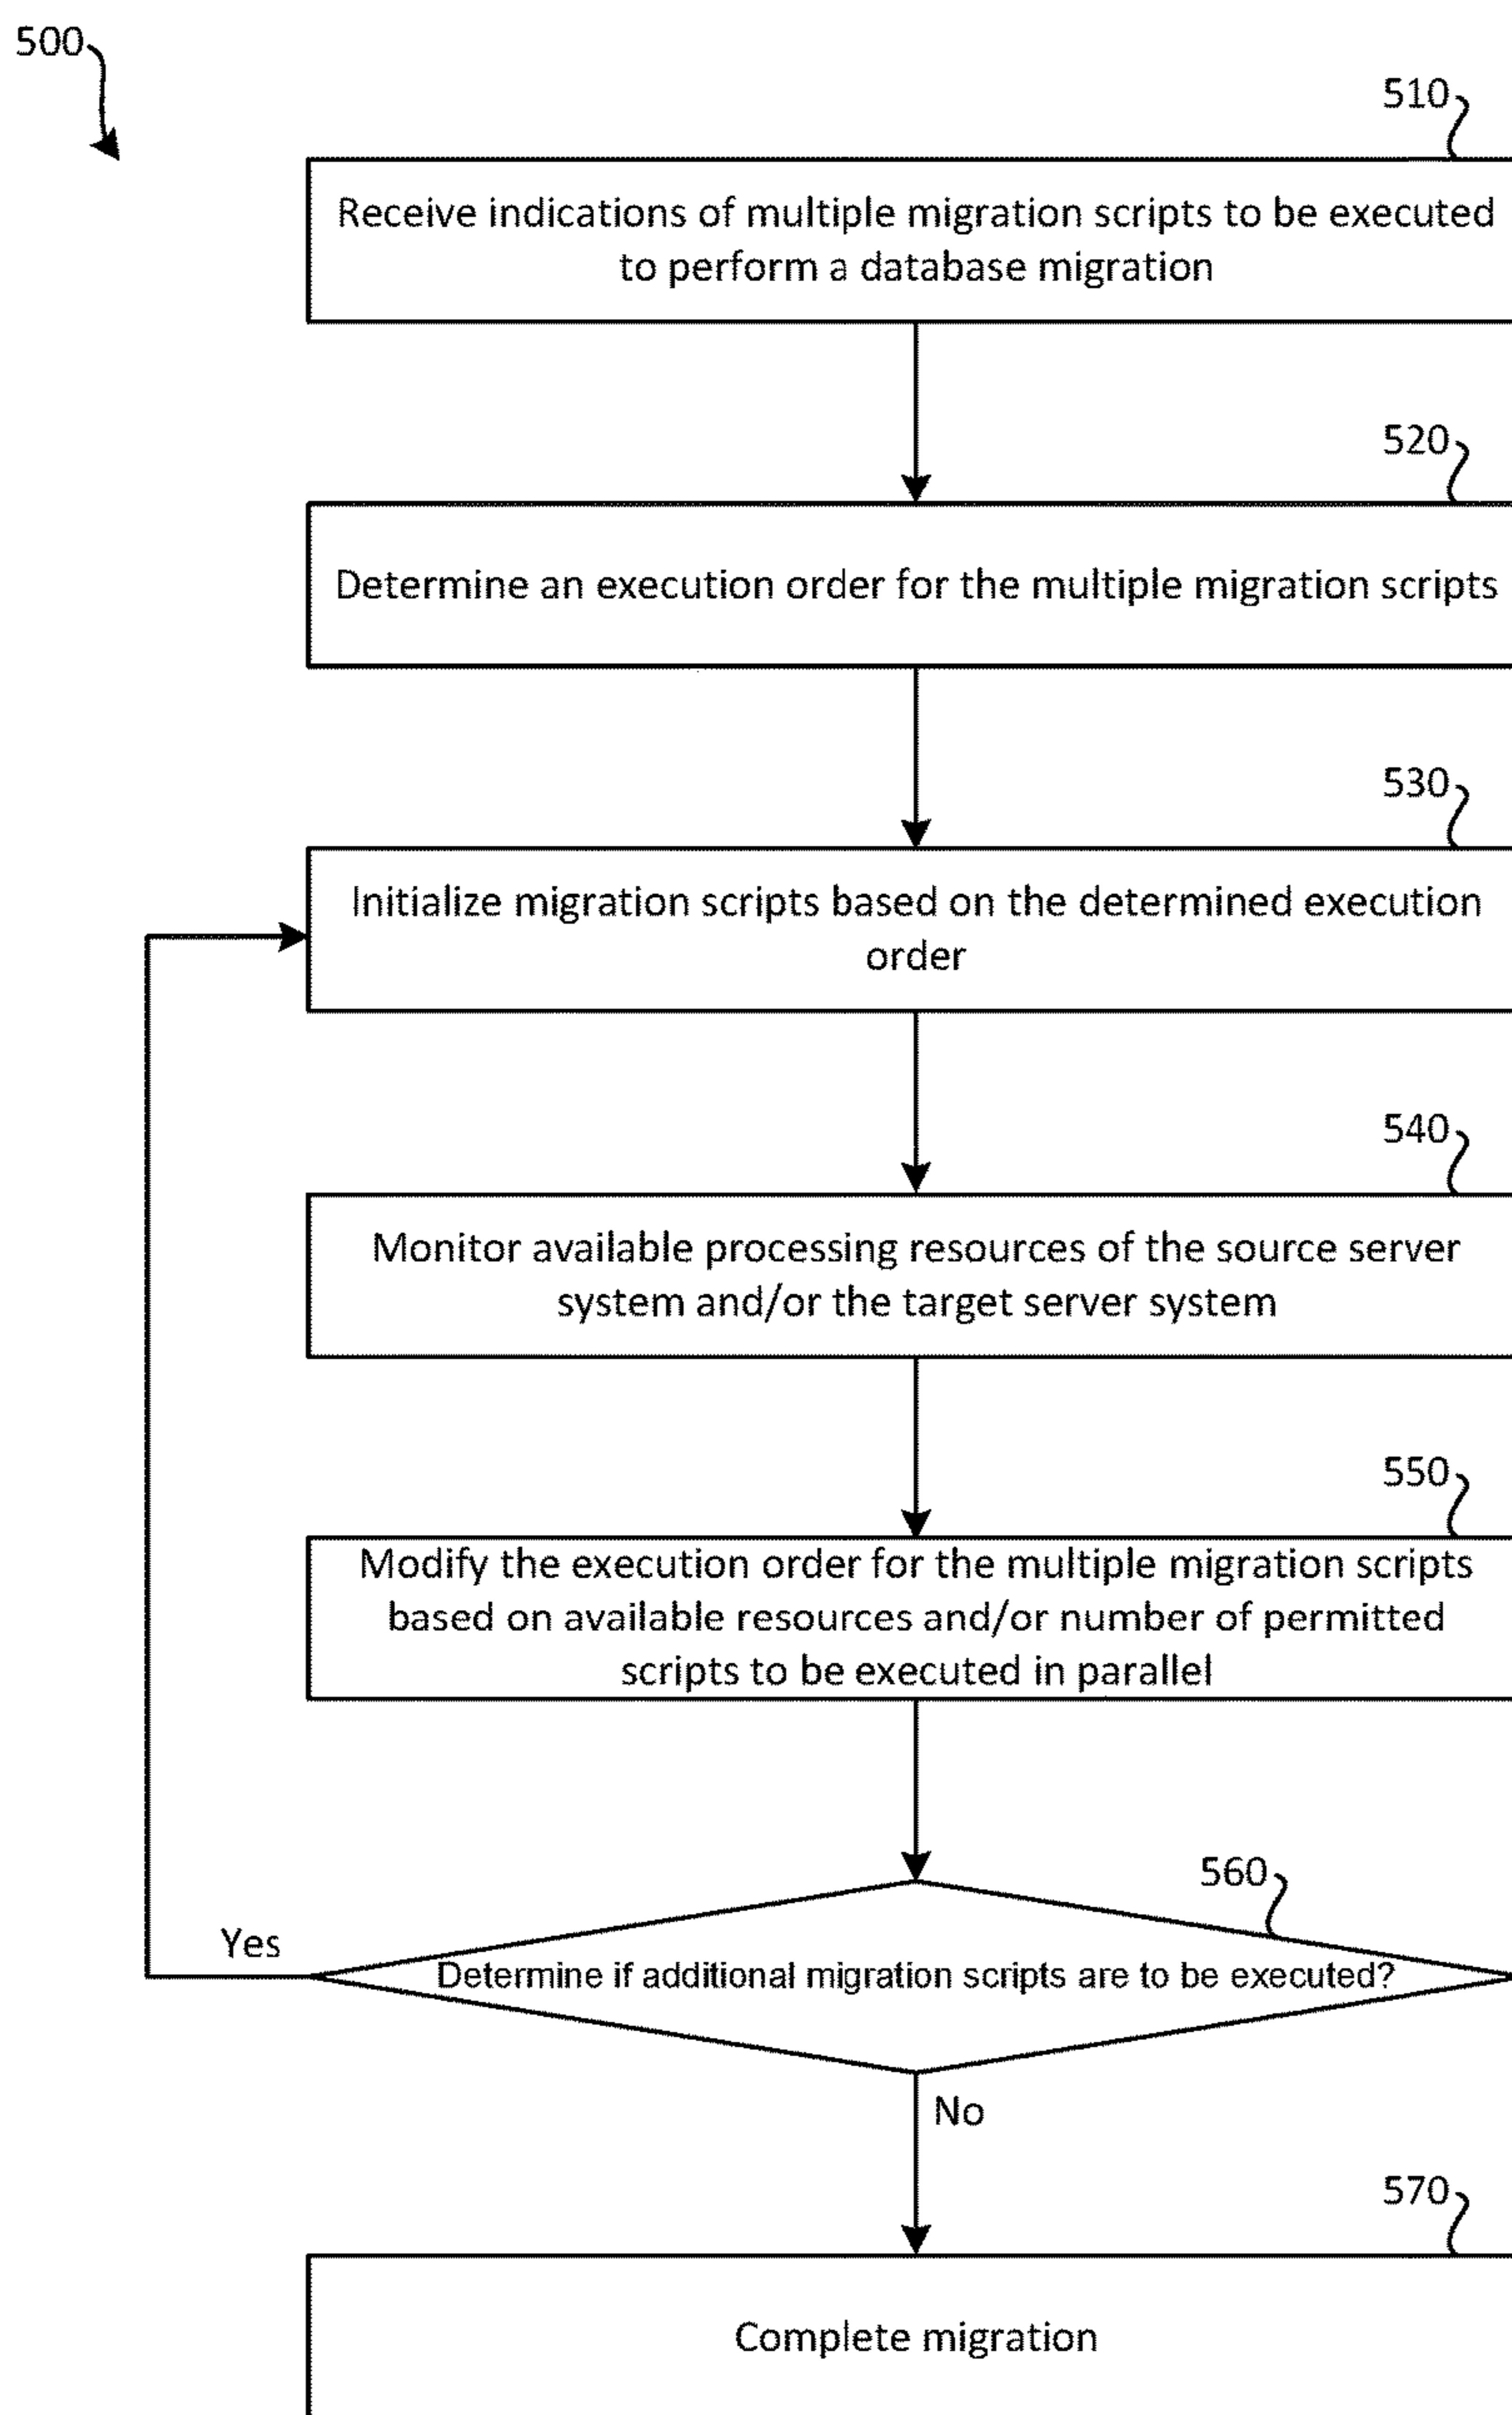 500
510
Receive indications of multiple migration scripts to be executed
to perform a database migration
520
Determine an execution order for the multiple migration scripts
530
Initialize migration scripts based on the determined execution
order
540
Monitor available processing resources of the source server
system and/or the target server system
550
Modify the execution order for the multiple migration scripts
based on available resources and/or number of permitted
scripts to be executed in parallel
560
Yes
Determine if additional migration scripts are to be executed?
No
570
Complete migration